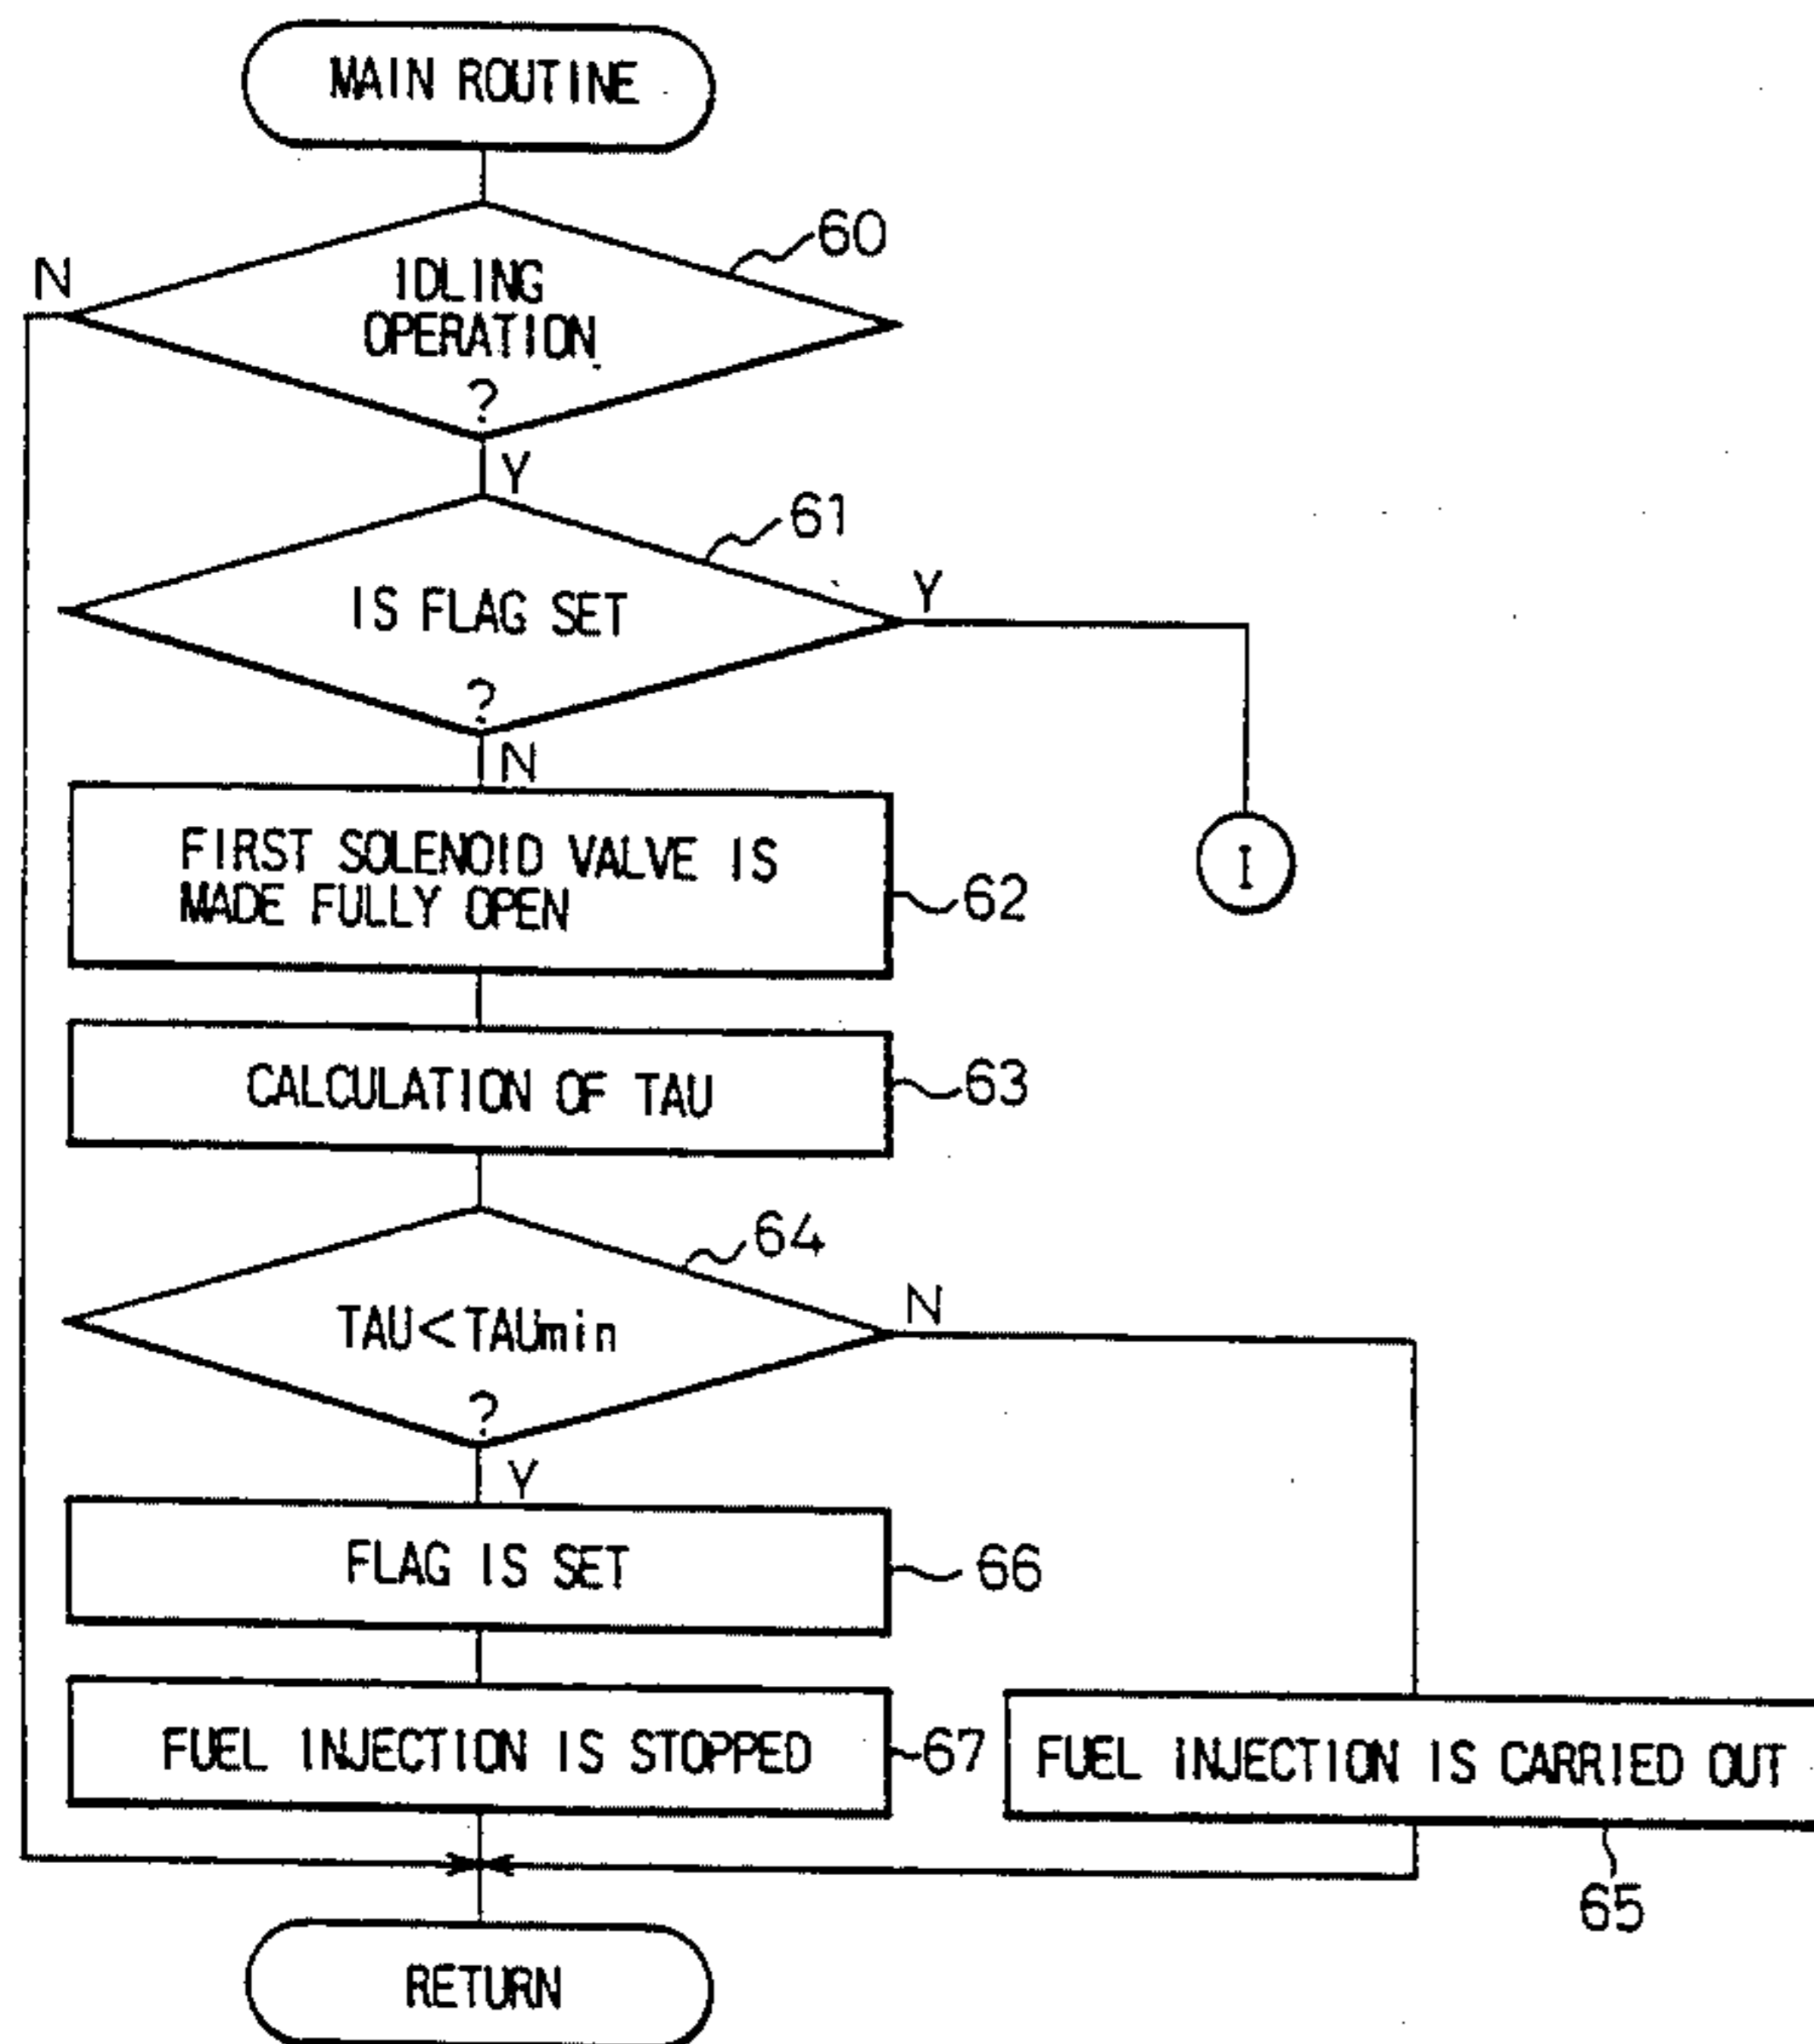 MAIN ROUTINE
60
N
IDLING
OPERATION
?
Y
61
IS FLAG SET
Y
?
N
FIRST SOLENOID VALVE IS
MADE FULLY OPEN
62
I
CALCULATION OF TAU
63
64
TAU<TAUmin
N
?
Y
FLAG IS SET
66
FUEL INJECTION IS STOPPED
67
FUEL INJECTION IS CARRIED OUT
65
RETURN